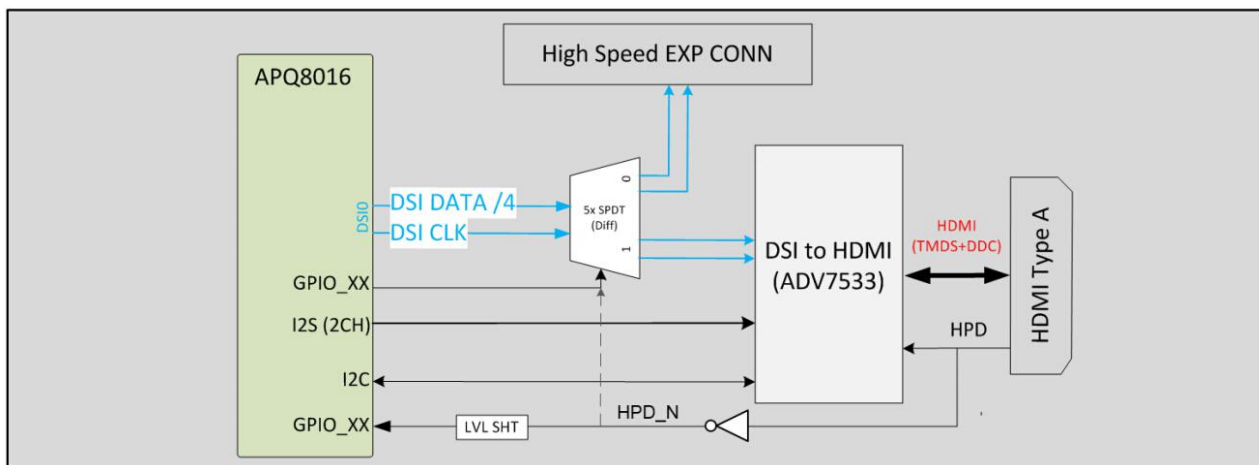 High Speed EXP CONN
APQ8016
DSI0
DSI DATA /4
DSI CLK
0
5x SPDT
(Diff)
1
DSI to HDMI
(ADV7533)
HDMI
(TMDS+DDC)
HDMI Type A
GPIO_XX
I2S (2CH)
HPD
I2C
GPIO_XX
LVL SHT
HPD_N